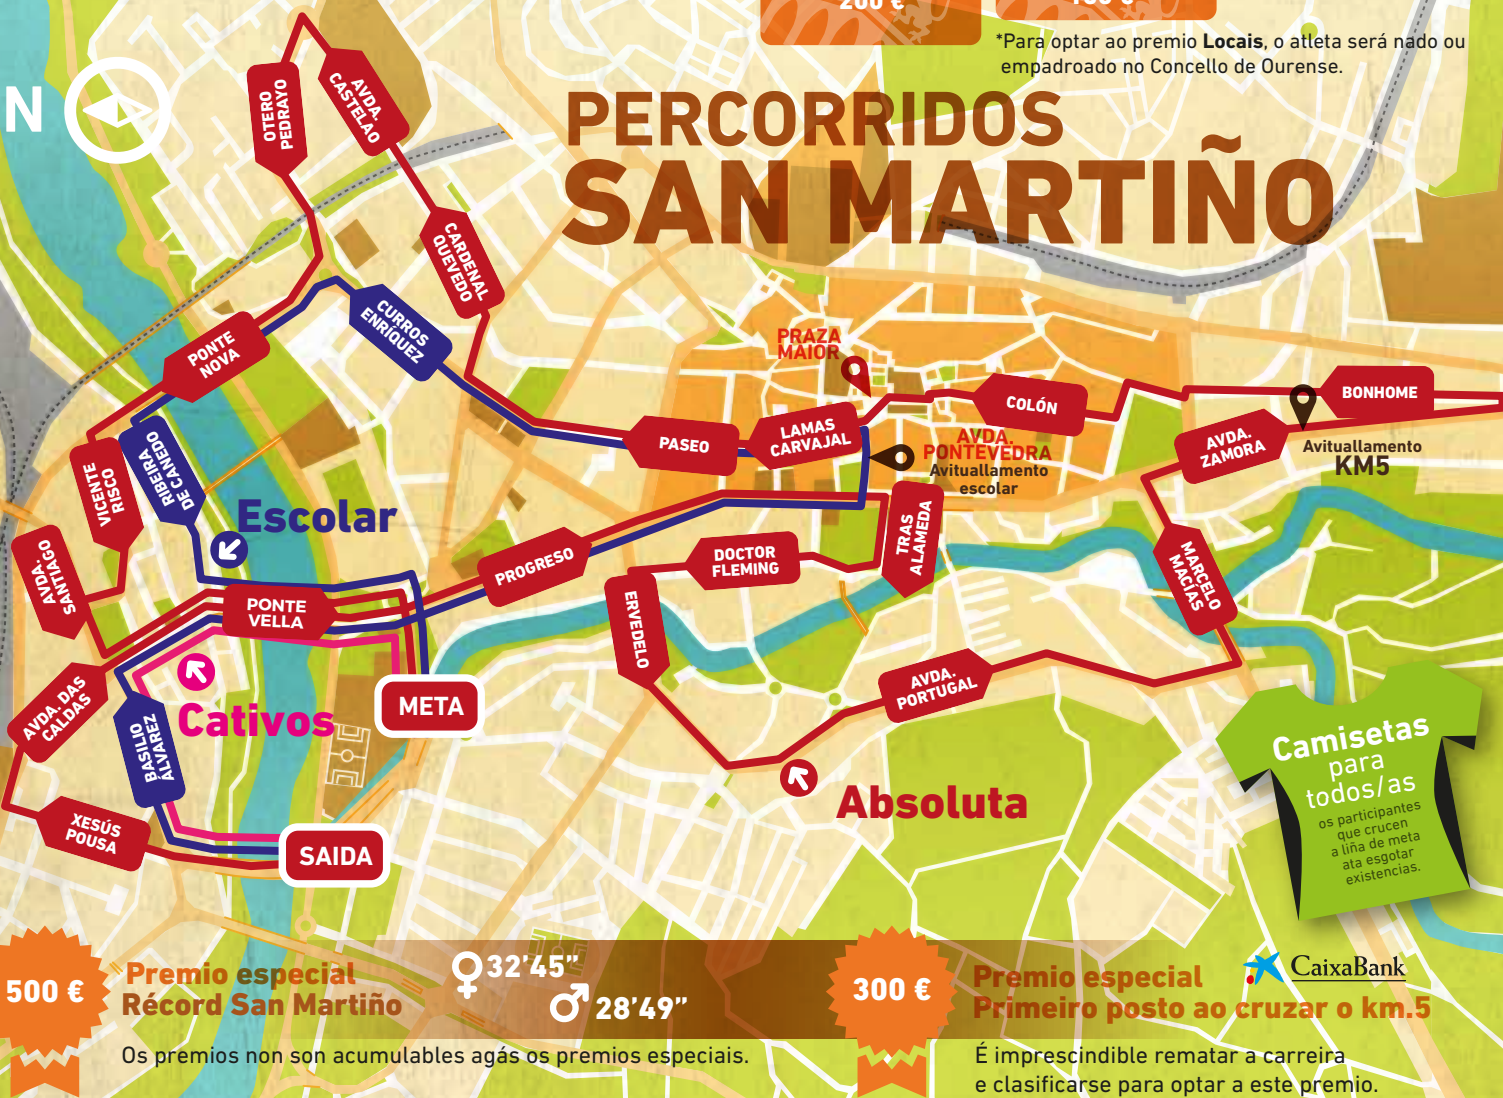 200 €
*Para optar ao premio Locais, o atleta será nado ou
empadroado no Concello de Ourense.
N
PERCORRIDOS
SAN MARTIÑO
OTERO
PEDRAYO
AVDA.
CASTELAO
CARDENAL
QUEVEDO
CURROS
ENRÍQUEZ
PONTE
NOVA
PRAZA
MAIOR
COLÓN
BONHOME
PASEO
LAMAS
CARVAJAL
AVDA.
PONTEVEDRA
Avituallamento
escolar
AVDA.
ZAMORA
Avituallamento
KM5
VICENTE
RISCO
RIBEIRA
DE CANEDO
Escolar
AVDA.
SANTIAGO
PROGRESO
DOCTOR
FLEMING
TRAS
ALAMEDA
MARCELO
MACÍAS
PONTE
VELLA
ERVEDELO
AVDA.
PORTUGAL
AVDA. DAS
CALDAS
Cativos
META
BASILIO
ÁLVAREZ
Absoluta
XESÚS
POUSA
SAIDA
Camisetas
para
todos/as
os participantes
que crucen
a liña de meta
ata esgotar
existencias.
500 €
Premio especial
Récord San Martiño
♀32’45”
♂28’49”
Os premios non son acumulables agás os premios especiais.
300 €
Premio especial
Primeiro posto ao cruzar o km.5
CaixaBank
É imprescindible rematar a carreira
e clasificarse para optar a este premio.